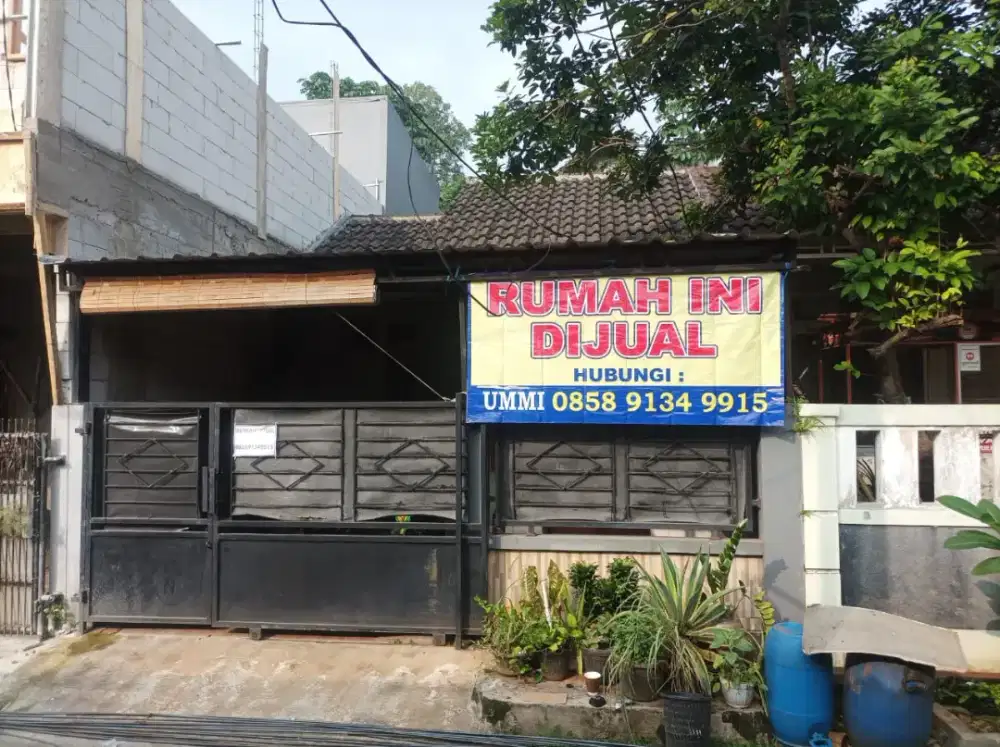 RUMAH INI
DIJUAL
HUBUNGI :
UMMI 0858 9134 9915